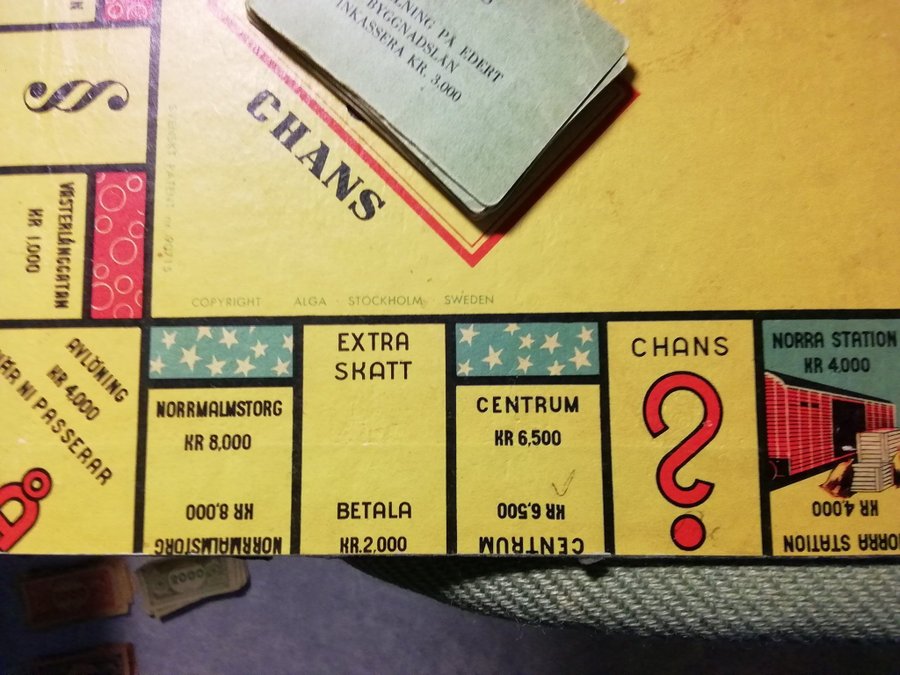 LNING PÅ EDERT
BYGGNADSLÅN
INKASSERA KR. 3.000
CHANS
VÄSTERLÅNGGATAN
KR 1,000
COPYRIGHT ALGA STOCKHOLM SWEDEN
AVLÖNING
KR 4,000
NÄR NI PASSERAR
NORRMALMSTORG
KR 8,000
KR 8,000
NORRMALMSTORG
EXTRA
SKATT
BETALA
KR.2,000
CENTRUM
KR 6,500
KR 6,500
CENTRUM
CHANS
?
NORRA STATION
KR 4,000
KR 4,000
NORRA STATION